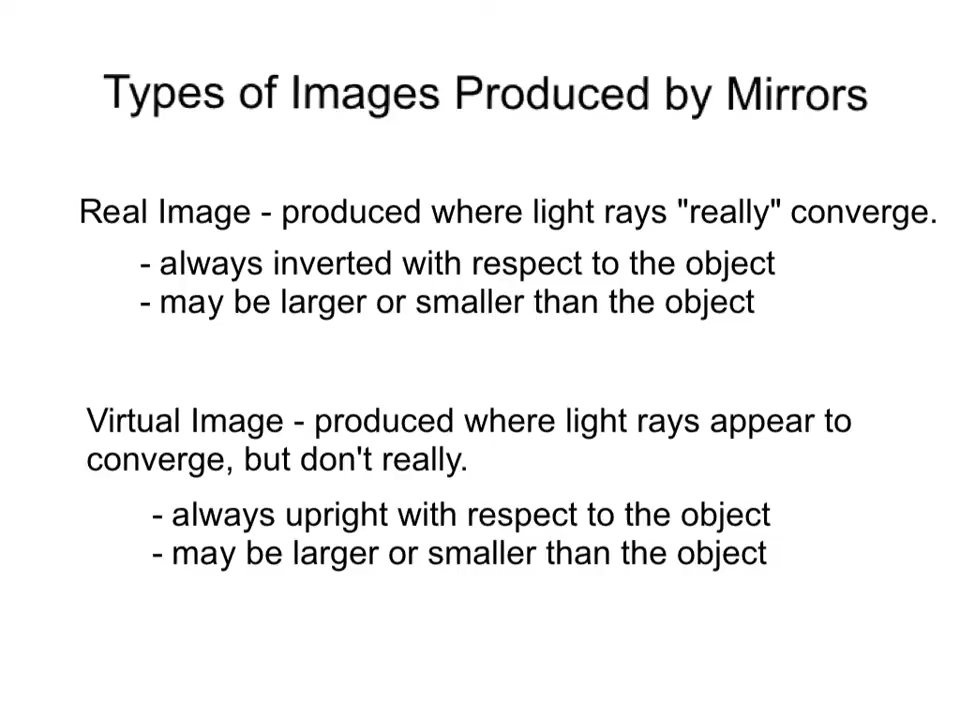 Types of Images Produced by Mirrors
Real Image - produced where light rays "really" converge.
- always inverted with respect to the object
- may be larger or smaller than the object
Virtual Image - produced where light rays appear to
converge, but don't really.
- always upright with respect to the object
- may be larger or smaller than the object